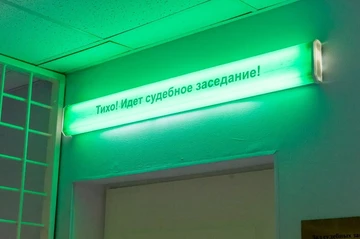 Тихо! Идет судебное заседание!